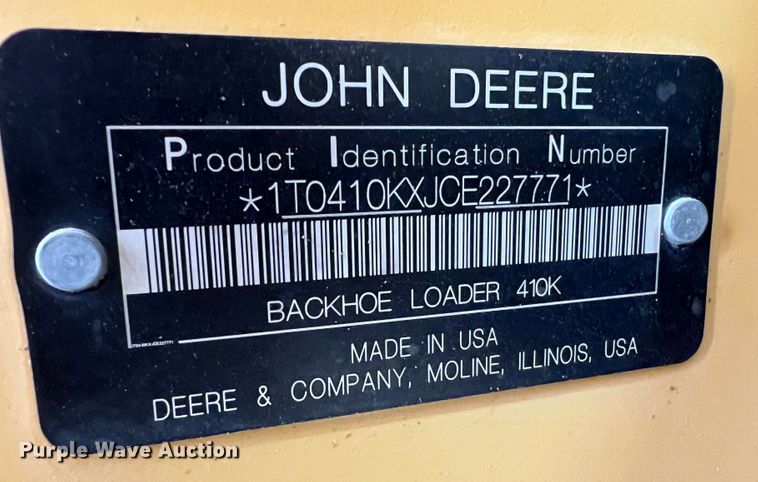 JOHN DEERE
Product Identification Number
*1T0410KXJCE227771*
BACKHOE LOADER 410K
MADE IN USA
DEERE & COMPANY, MOLINE, ILLINOIS, USA
Purple Wave Auction